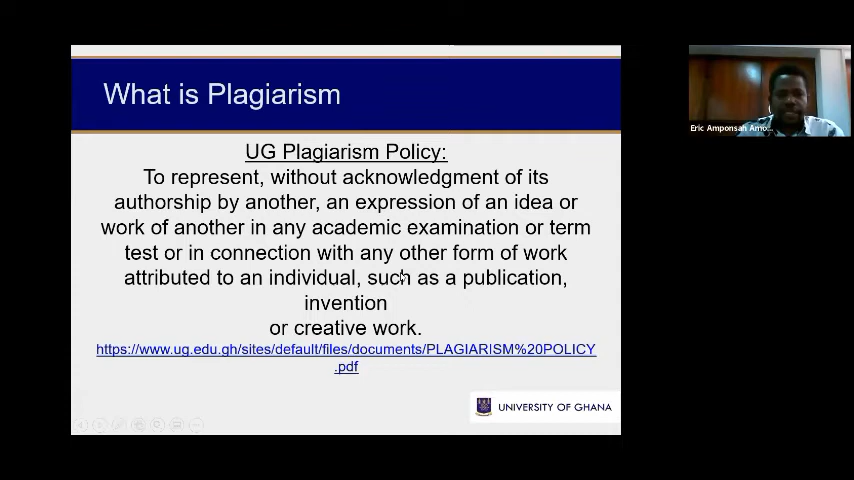 What is Plagiarism
UG Plagiarism Policy:
To represent, without acknowledgment of its
authorship by another, an expression of an idea or
work of another in any academic examination or term
test or in connection with any other form of work
attributed to an individual, such as a publication,
invention
or creative work.
https://www.ug.edu.gh/sites/default/files/documents/PLAGIARISM%20POLICY
.pdf
UNIVERSITY OF GHANA
Eric Amponsah Amo...